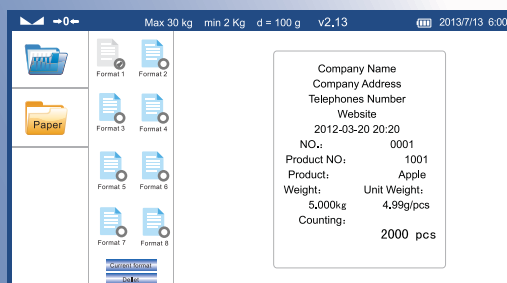 →0← Max 30 kg min 2 Kg d = 100 g v2.13 2013/7/13 6:00
Paper
Format 1 Format 2
Format 3 Format 4
Format 5 Format 6
Format 7 Format 8
Current format
Dellel
Company Name
Company Address
Telephones Number
Website
2012-03-20 20:20
NO.: 0001
Product NO: 1001
Product: Apple
Weight: Unit Weight:
5.000kg 4.99g/pcs
Counting:
2000 pcs